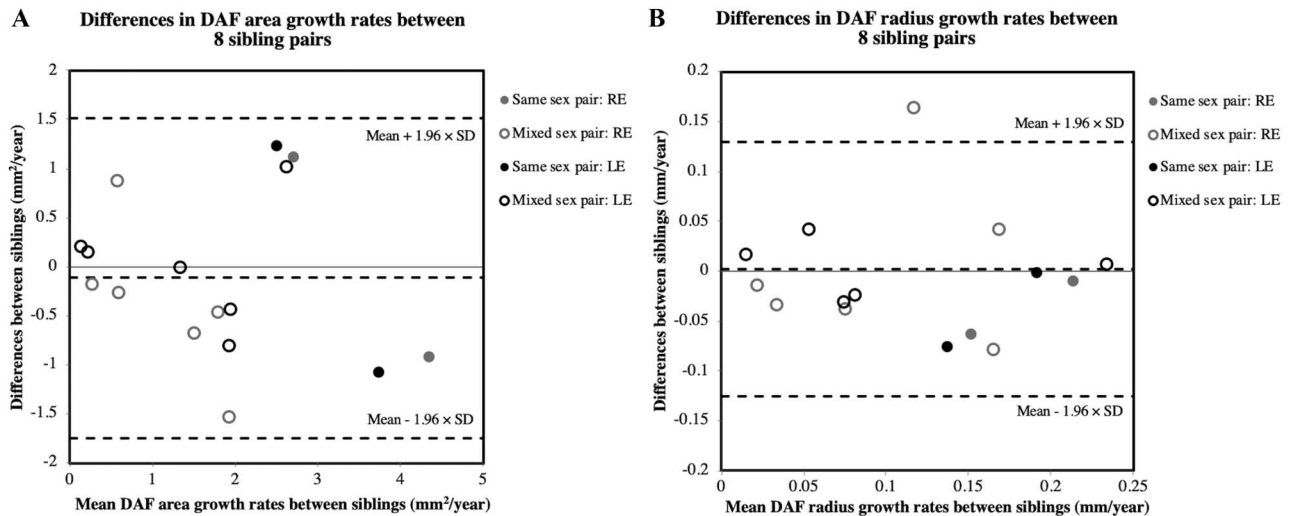 A
Differences in DAF area growth rates between
8 sibling pairs
Differences between siblings (mm²/year)
2
1.5
1
0.5
0
-0.5
-1
-1.5
-2
Mean + 1.96 × SD
Mean - 1.96 × SD
0
1
2
3
4
5
Mean DAF area growth rates between siblings (mm²/year)
Same sex pair: RE
Mixed sex pair: RE
Same sex pair: LE
Mixed sex pair: LE
B
Differences in DAF radius growth rates between
8 sibling pairs
Differences between siblings (mm/year)
0.2
0.15
0.1
0.05
0
-0.05
-0.1
-0.15
-0.2
Mean + 1.96 × SD
Mean - 1.96 × SD
0
0.05
0.1
0.15
0.2
0.25
Mean DAF radius growth rates between siblings (mm/year)
Same sex pair: RE
Mixed sex pair: RE
Same sex pair: LE
Mixed sex pair: LE